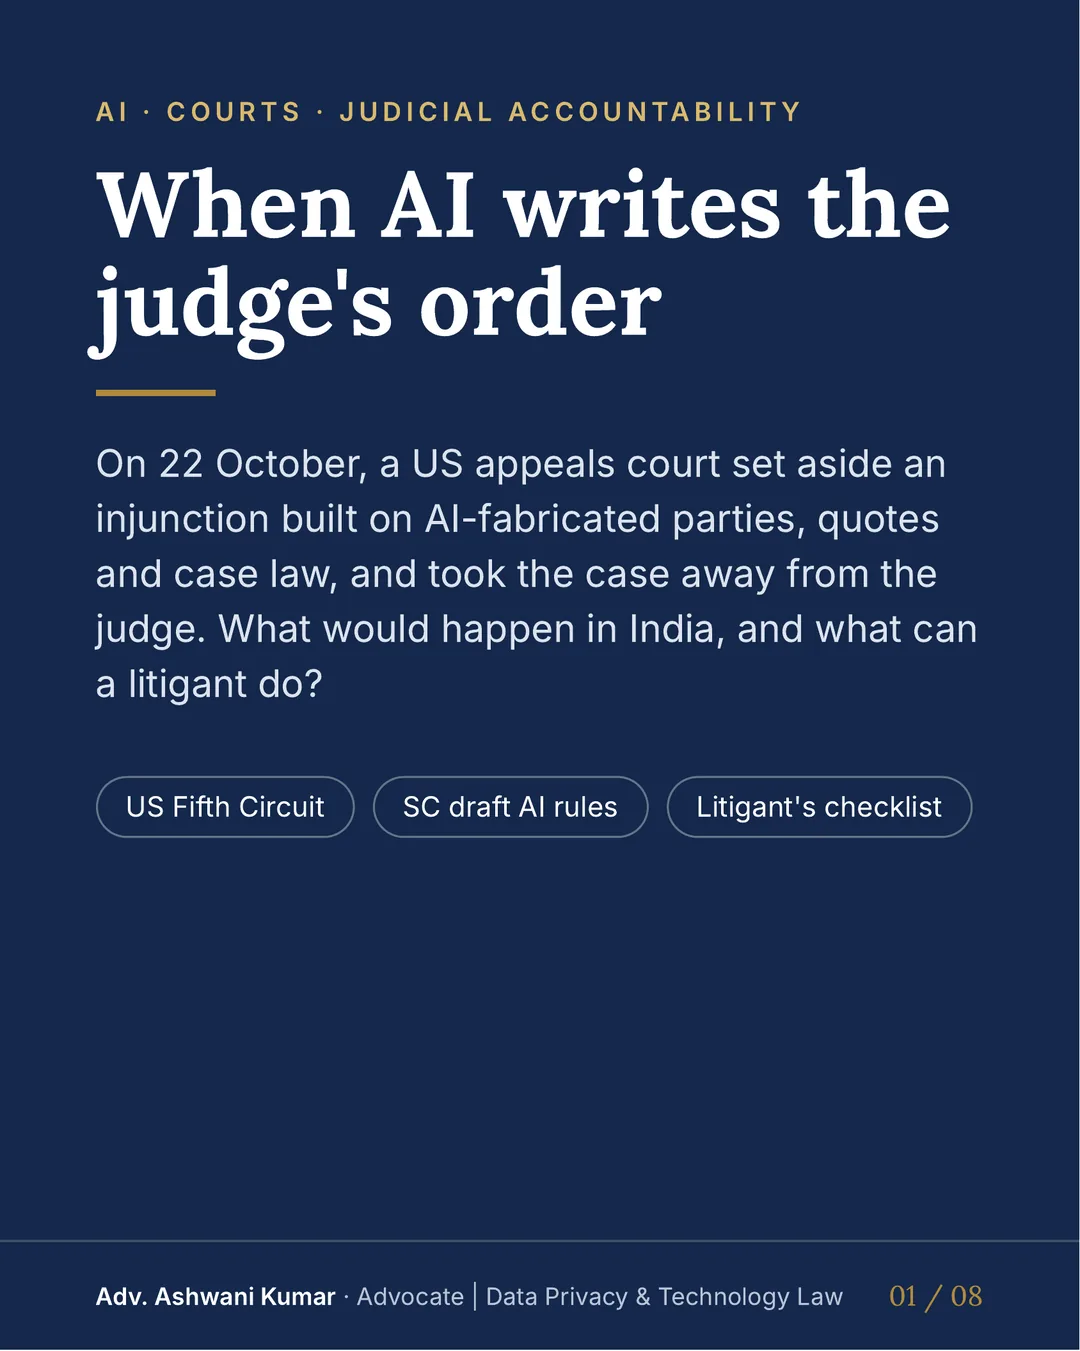 AI · COURTS · JUDICIAL ACCOUNTABILITY
When AI writes the
judge's order
On 22 October, a US appeals court set aside an
injunction built on AI-fabricated parties, quotes
and case law, and took the case away from the
judge. What would happen in India, and what can
a litigant do?
US Fifth Circuit SC draft AI rules Litigant's checklist
Adv. Ashwani Kumar · Advocate | Data Privacy & Technology Law 01 / 08